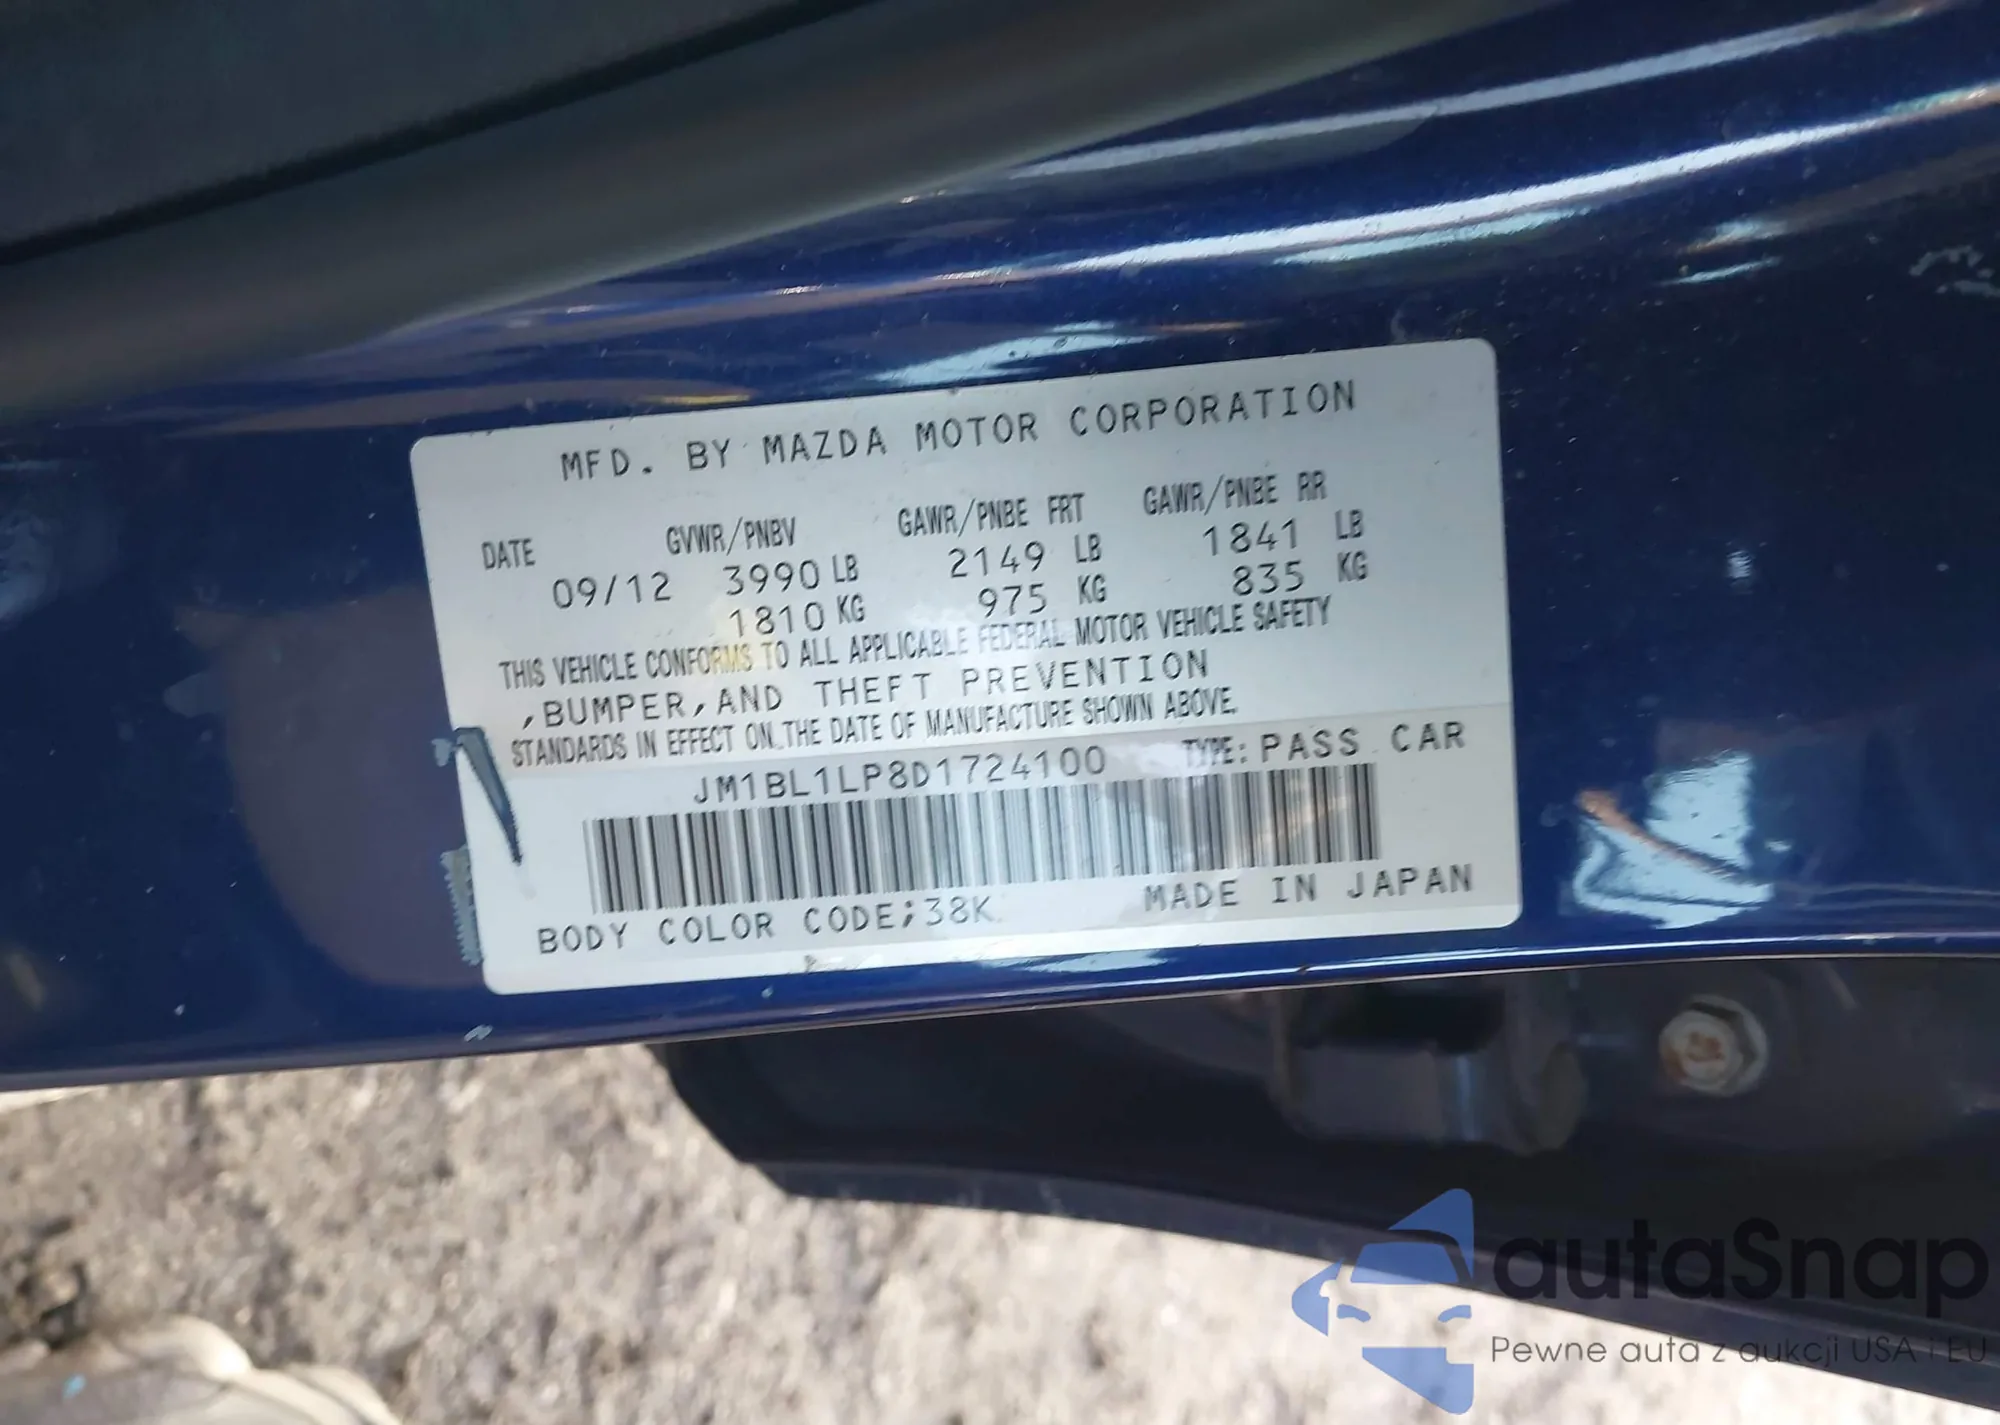 MFD. BY MAZDA MOTOR CORPORATION
DATE GVWR/PNBV GAWR/PNBE FRT GAWR/PNBE RR
09/12 3990 LB 2149 LB 1841 LB
1810 KG 975 KG 835 KG
THIS VEHICLE CONFORMS TO ALL APPLICABLE FEDERAL MOTOR VEHICLE SAFETY
,BUMPER,AND THEFT PREVENTION
STANDARDS IN EFFECT ON THE DATE OF MANUFACTURE SHOWN ABOVE.
JM1BL1LP8D1724100 TYPE: PASS CAR
BODY COLOR CODE;38K MADE IN JAPAN
autaSnap
Pewne auta z aukcji USA i EU